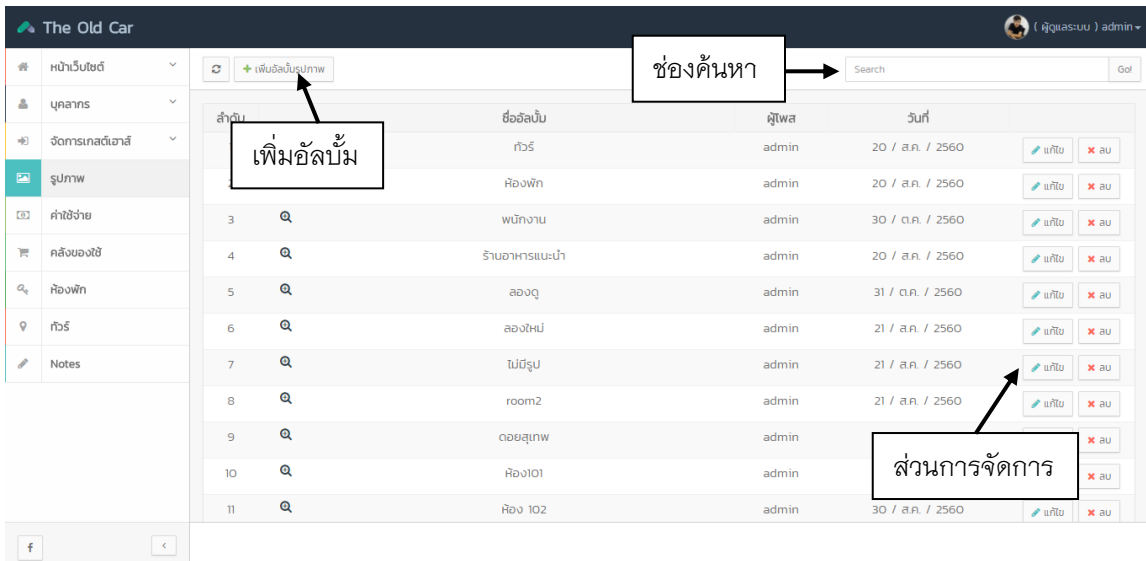 The Old Car
( ผู้ดูแลระบบ ) admin
หน้าเว็บไซต์
บุคลากร
จัดการเกสต์เฮาส์
รูปภาพ
ค่าใช้จ่าย
คลังของใช้
ห้องพัก
ทัวร์
Notes
เพิ่มอัลบั้มรูปภาพ
ช่องค้นหา
Search Go!
เพิ่มอัลบั้ม
ลำดับ ชื่ออัลบั้ม ผู้โพส วันที่
ทัวร์ admin 20 / ส.ค. / 2560 แก้ไข ลบ
ห้องพัก admin 20 / ส.ค. / 2560 แก้ไข ลบ
3 พนักงาน admin 30 / ต.ค. / 2560 แก้ไข ลบ
4 ร้านอาหารแนะนำ admin 20 / ส.ค. / 2560 แก้ไข ลบ
5 ลองดู admin 31 / ต.ค. / 2560 แก้ไข ลบ
6 ลองใหม่ admin 21 / ส.ค. / 2560 แก้ไข ลบ
7 ไม่มีรูป admin 21 / ส.ค. / 2560 แก้ไข ลบ
8 room2 admin 21 / ส.ค. / 2560 แก้ไข ลบ
9 ดอยสุเทพ admin ลบ
10 ห้อง101 admin ลบ
11 ห้อง 102 admin 30 / ส.ค. / 2560 แก้ไข ลบ
ส่วนการจัดการ